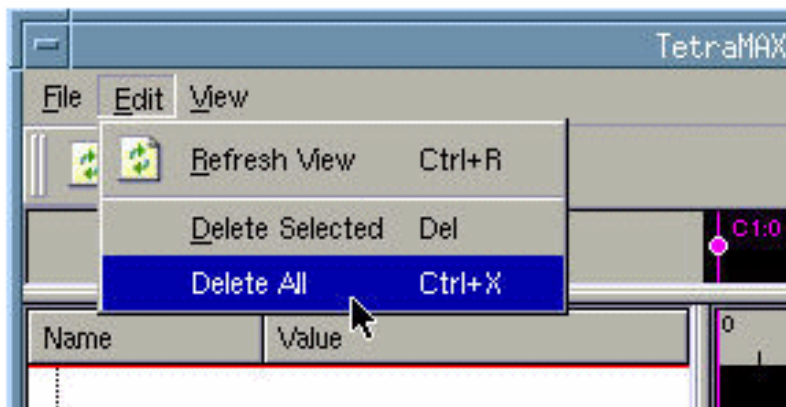 TetraMAX
File Edit View
Refresh View Ctrl+R
Delete Selected Del
C1:0
Delete All Ctrl+X
Name Value
0